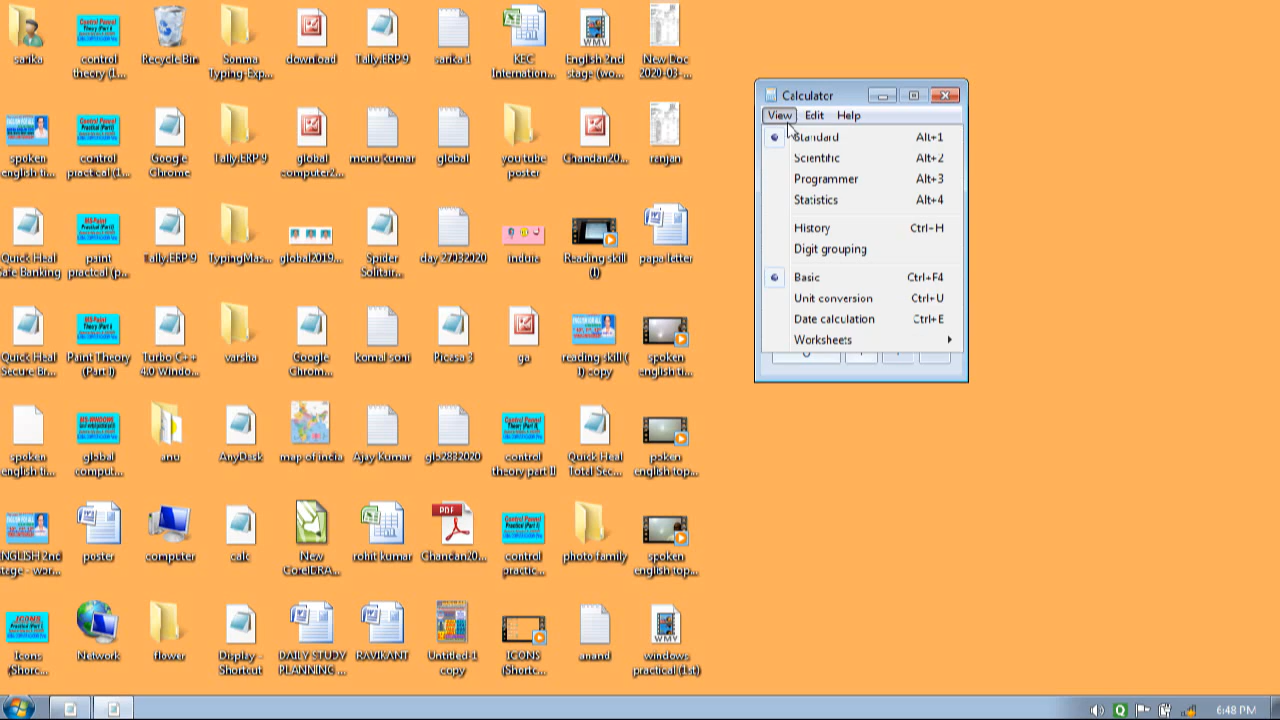 sarika
control
theory (1...
Recycle Bin
Sonma
Typing-Exp...
download
Tally.ERP 9
sarika 1
KEC
Internation...
English 2nd
stage (wo...
New Doc
2020-03-...
spoken
english ti...
control
practical (1...
Google
Chrome
Tally.ERP 9
global
computer2...
monu kumar
global
you tube
poster
Chandan20...
ranjan
Quick Heal
Safe Banking
paint
practical (p...
Tally.ERP 9
TypingMas...
global2019...
Spider
Solitair...
day 27032020
induja
Reading skill
(I)
papa letter
Quick Heal
Secure Br...
Paint Theory
(Part I)
Turbo C++
4.0 Windo...
varsha
Google
Chrom...
komal soni
Picasa 3
ga
reading skill (
I) copy
spoken
english ti...
spoken
english ti...
global
comput...
anu
AnyDesk
map of india
Ajay Kumar
gls2832020
control
theory part II
Quick Heal
Total Sec...
psken
english top...
NGLISH 2nd
tage - wor...
poster
computer
calc
New
CorelDRA...
rohit kumar
Chandan20...
control
practic...
photo family
spoken
english top...
Icons
(Shorc...
Network
flower
Display -
Shortcut
DAILY STUDY
PLANNING ...
RAVIKANT
Untitled-1
copy
ICONS
(Shortc...
anand
windows
practical (1st)
Calculator
View Edit Help
Standard Alt+1
Scientific Alt+2
Programmer Alt+3
Statistics Alt+4
History Ctrl+H
Digit grouping
Basic Ctrl+F4
Unit conversion Ctrl+U
Date calculation Ctrl+E
Worksheets
6:48 PM